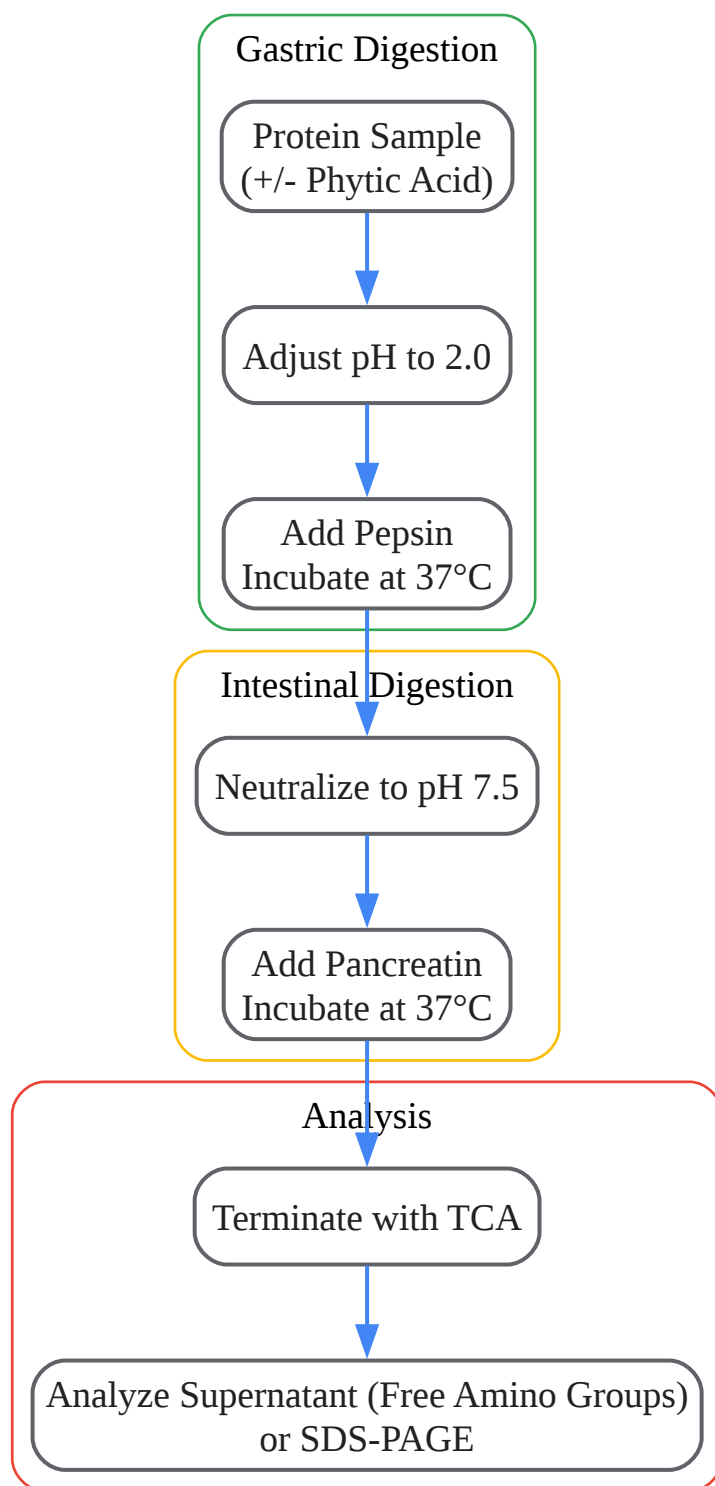 Gastric Digestion
Protein Sample
(+/- Phytic Acid)
Adjust pH to 2.0
Add Pepsin
Incubate at 37°C
Intestinal Digestion
Neutralize to pH 7.5
Add Pancreatin
Incubate at 37°C
Analysis
Terminate with TCA
Analyze Supernatant (Free Amino Groups)
or SDS-PAGE